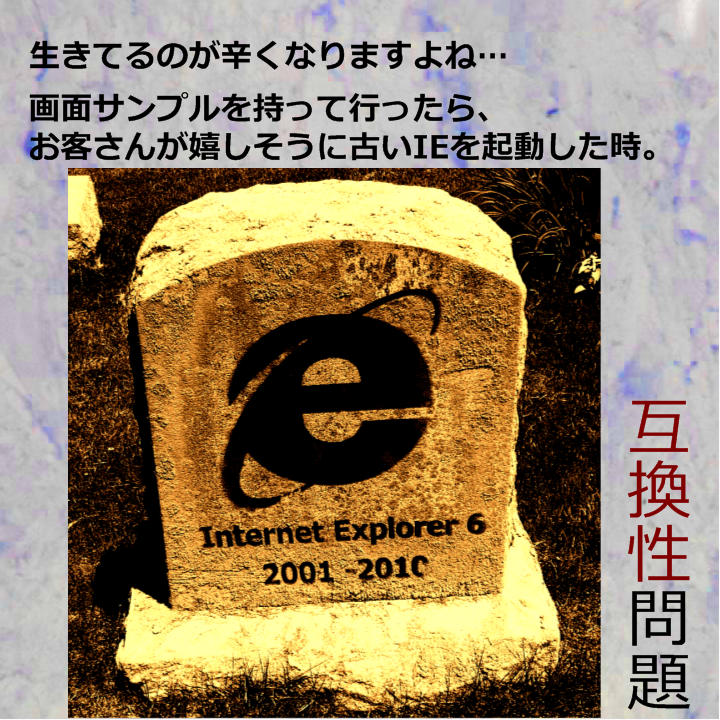 生きてるのが辛くなりますよね…
画面サンプルを持って行ったら、
お客さんが嬉しそうに古いIEを起動した時。
Internet Explorer 6
2001 -2010
互換性問題